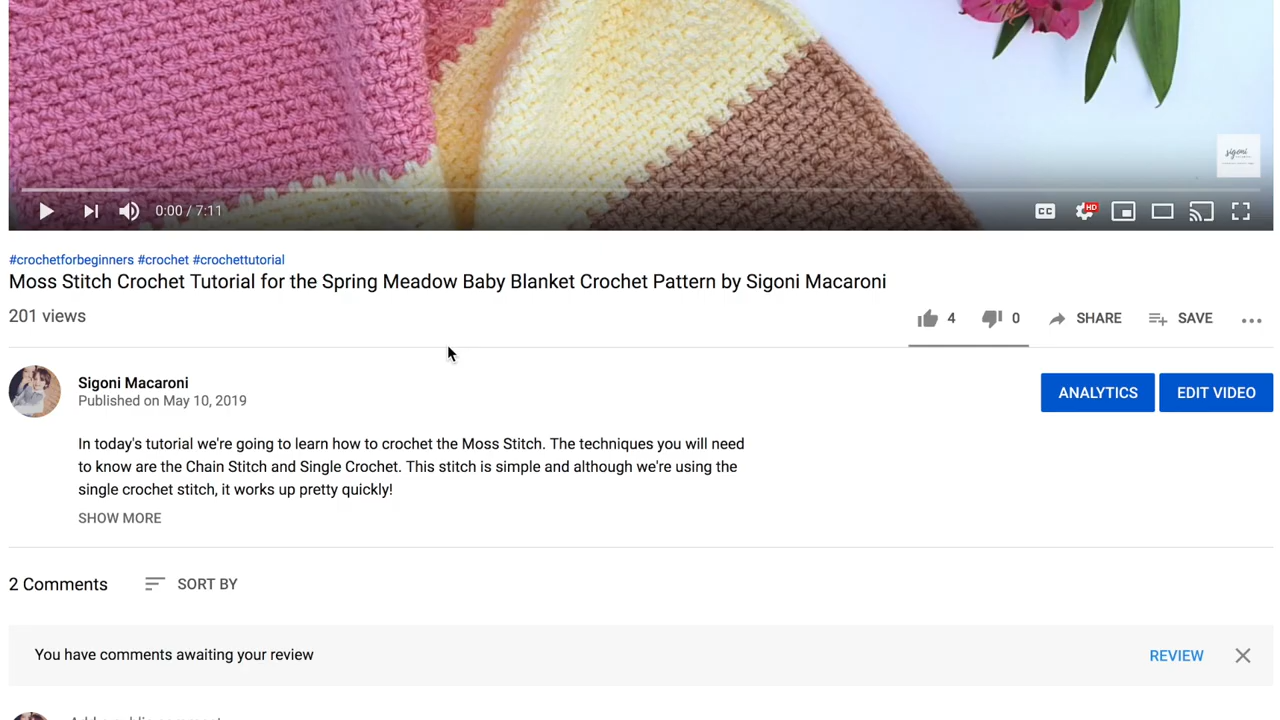 sigoni
0:00 / 7:11
CC
HD
#crochetforbeginners #crochet #crochettutorial
Moss Stitch Crochet Tutorial for the Spring Meadow Baby Blanket Crochet Pattern by Sigoni Macaroni
201 views
4
0
SHARE
SAVE
Sigoni Macaroni
Published on May 10, 2019
ANALYTICS
EDIT VIDEO
In today's tutorial we're going to learn how to crochet the Moss Stitch. The techniques you will need
to know are the Chain Stitch and Single Crochet. This stitch is simple and although we're using the
single crochet stitch, it works up pretty quickly!
SHOW MORE
2 Comments
SORT BY
You have comments awaiting your review
REVIEW